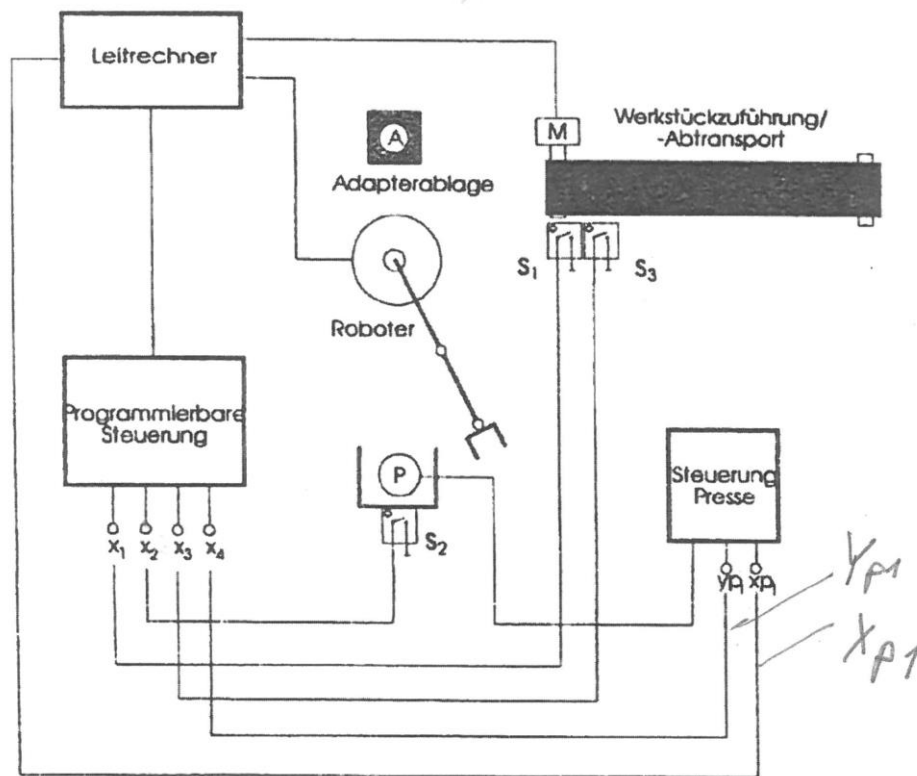 Leitrechner
M
Werkstückzuführung/
-Abtransport
A
Adapterablage
S1
S3
Roboter
Programmierbare
Steuerung
P
Steuerung
Presse
S2
x1 x2 x3 x4
yp1 xp1
Yp1
Xp1